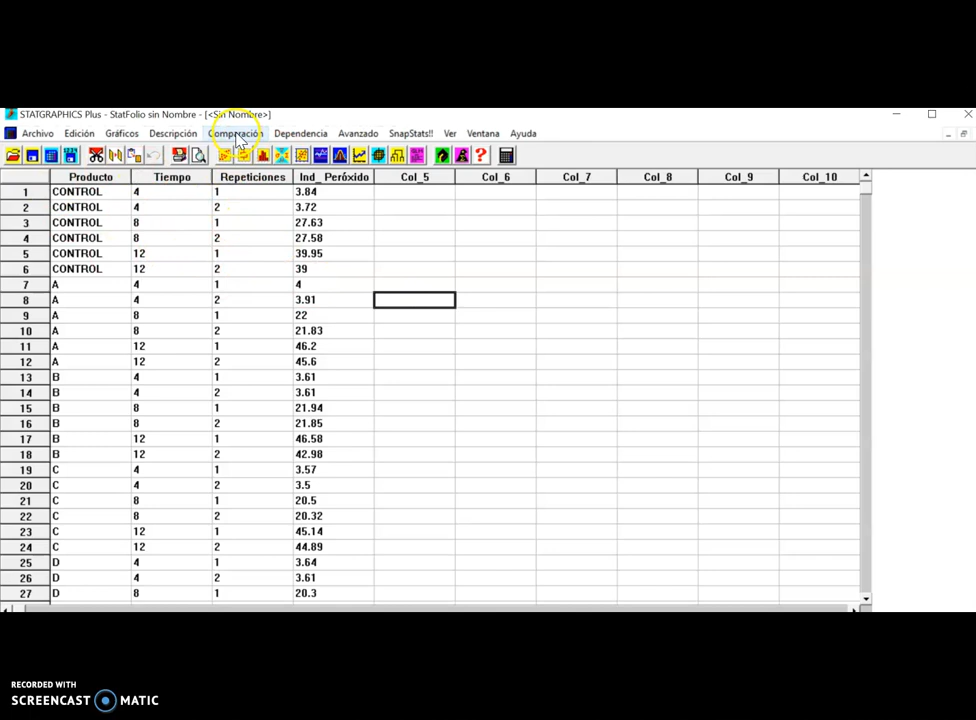 STATGRAPHICS Plus - StatFolio sin Nombre - [<Sin Nombre>]
Archivo Edición Gráficos Descripción Comparación Dependencia Avanzado SnapStats!! Ver Ventana Ayuda
Producto Tiempo Repeticiones Ind_ Peróxido Col_5 Col_6 Col_7 Col_8 Col_9 Col_10
1 CONTROL 4 1 3.84
2 CONTROL 4 2 3.72
3 CONTROL 8 1 27.63
4 CONTROL 8 2 27.58
5 CONTROL 12 1 39.95
6 CONTROL 12 2 39
7 A 4 1 4
8 A 4 2 3.91
9 A 8 1 22
10 A 8 2 21.83
11 A 12 1 46.2
12 A 12 2 45.6
13 B 4 1 3.61
14 B 4 2 3.61
15 B 8 1 21.94
16 B 8 2 21.85
17 B 12 1 46.58
18 B 12 2 42.98
19 C 4 1 3.57
20 C 4 2 3.5
21 C 8 1 20.5
22 C 8 2 20.32
23 C 12 1 45.14
24 C 12 2 44.89
25 D 4 1 3.64
26 D 4 2 3.61
27 D 8 1 20.3
RECORDED WITH
SCREENCAST MATIC